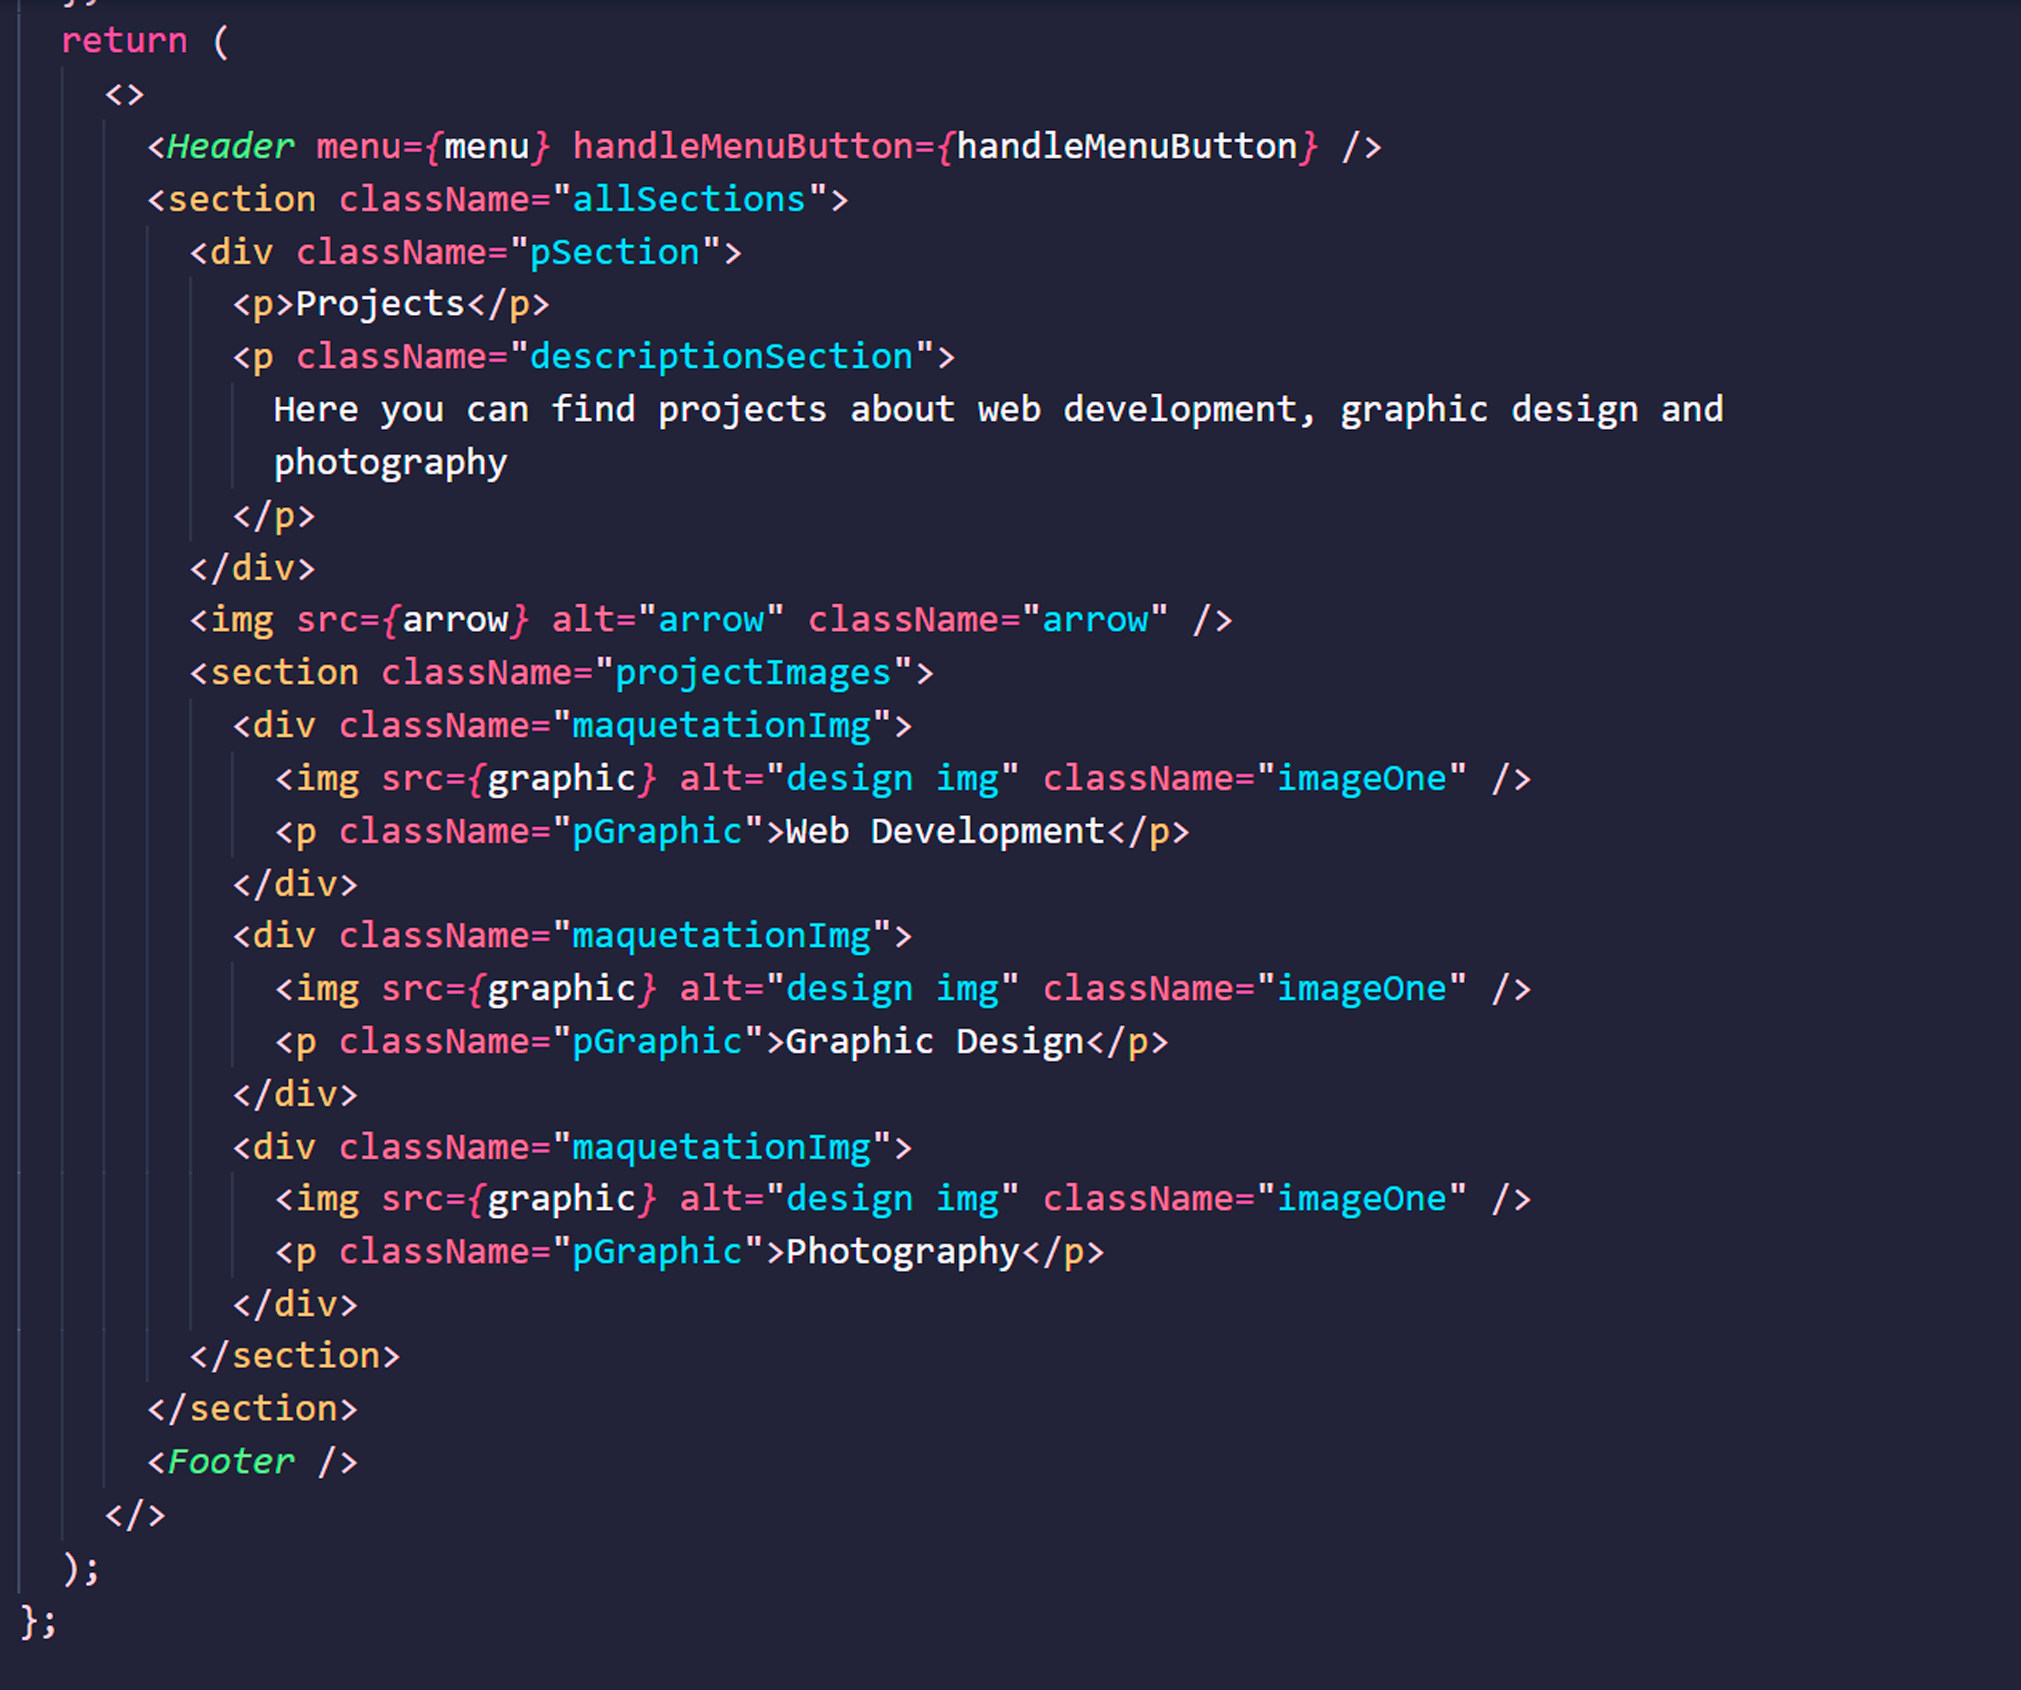 return (
<>
<Header menu={menu} handleMenuButton={handleMenuButton} />
<section className="allSections">
<div className="pSection">
<p>Projects</p>
<p className="descriptionSection">
Here you can find projects about web development, graphic design and
photography
</p>
</div>
<img src={arrow} alt="arrow" className="arrow" />
<section className="projectImages">
<div className="maquetationImg">
<img src={graphic} alt="design img" className="imageOne" />
<p className="pGraphic">Web Development</p>
</div>
<div className="maquetationImg">
<img src={graphic} alt="design img" className="imageOne" />
<p className="pGraphic">Graphic Design</p>
</div>
<div className="maquetationImg">
<img src={graphic} alt="design img" className="imageOne" />
<p className="pGraphic">Photography</p>
</div>
</section>
</section>
<Footer />
</>
);
};